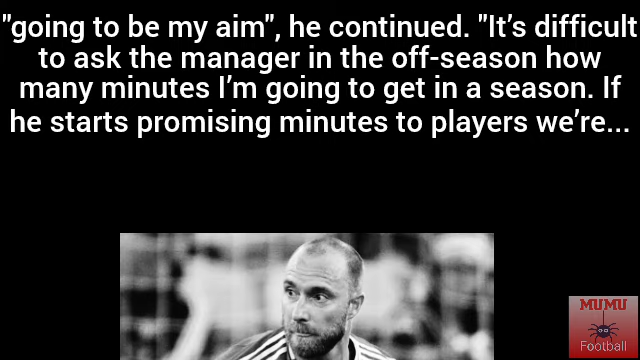 "going to be my aim", he continued. "It’s difficult
to ask the manager in the off-season how
many minutes I’m going to get in a season. If
he starts promising minutes to players we’re...
MUMU
Football